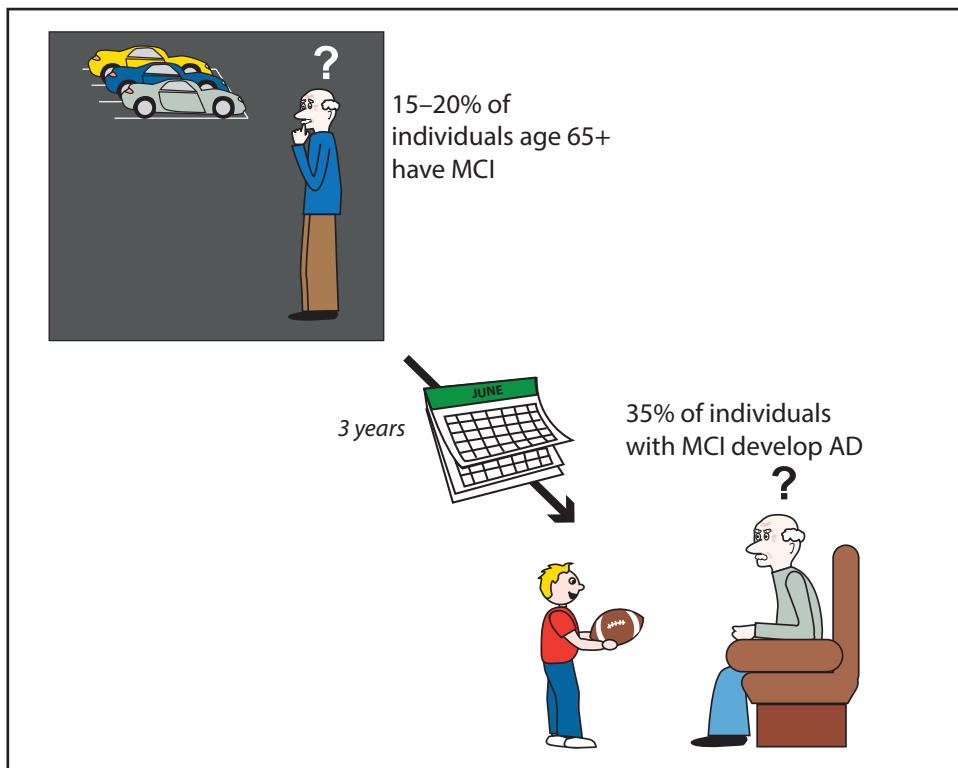 ?
15–20% of
individuals age 65+
have MCI
JUNE
3 years
35% of individuals
with MCI develop AD
?